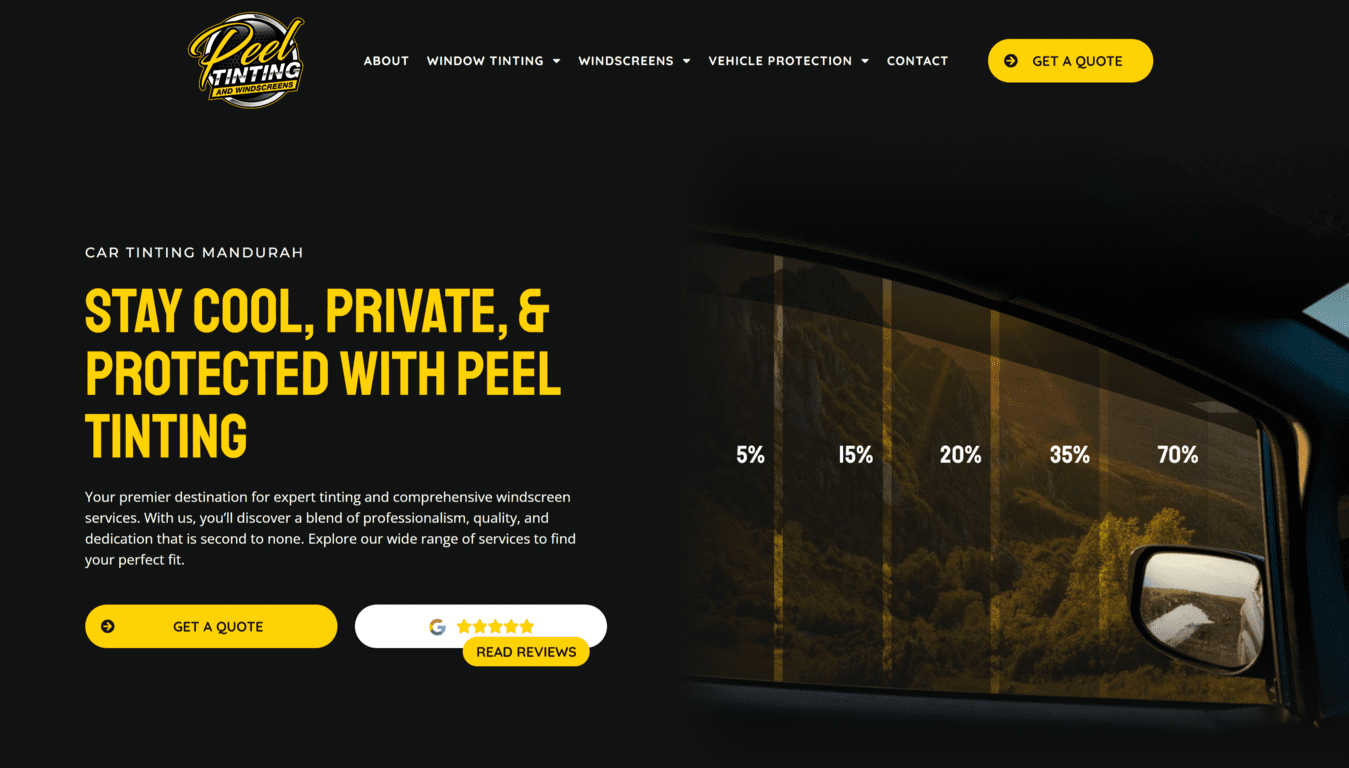 Peel
TINTING
AND WINDSCREENS
ABOUT
WINDOW TINTING
WINDSCREENS
VEHICLE PROTECTION
CONTACT
GET A QUOTE
CAR TINTING MANDURAH
STAY COOL, PRIVATE, &
PROTECTED WITH PEEL
TINTING
Your premier destination for expert tinting and comprehensive windscreen
services. With us, you’ll discover a blend of professionalism, quality, and
dedication that is second to none. Explore our wide range of services to find
your perfect fit.
GET A QUOTE
G
READ REVIEWS
5%
15%
20%
35%
70%